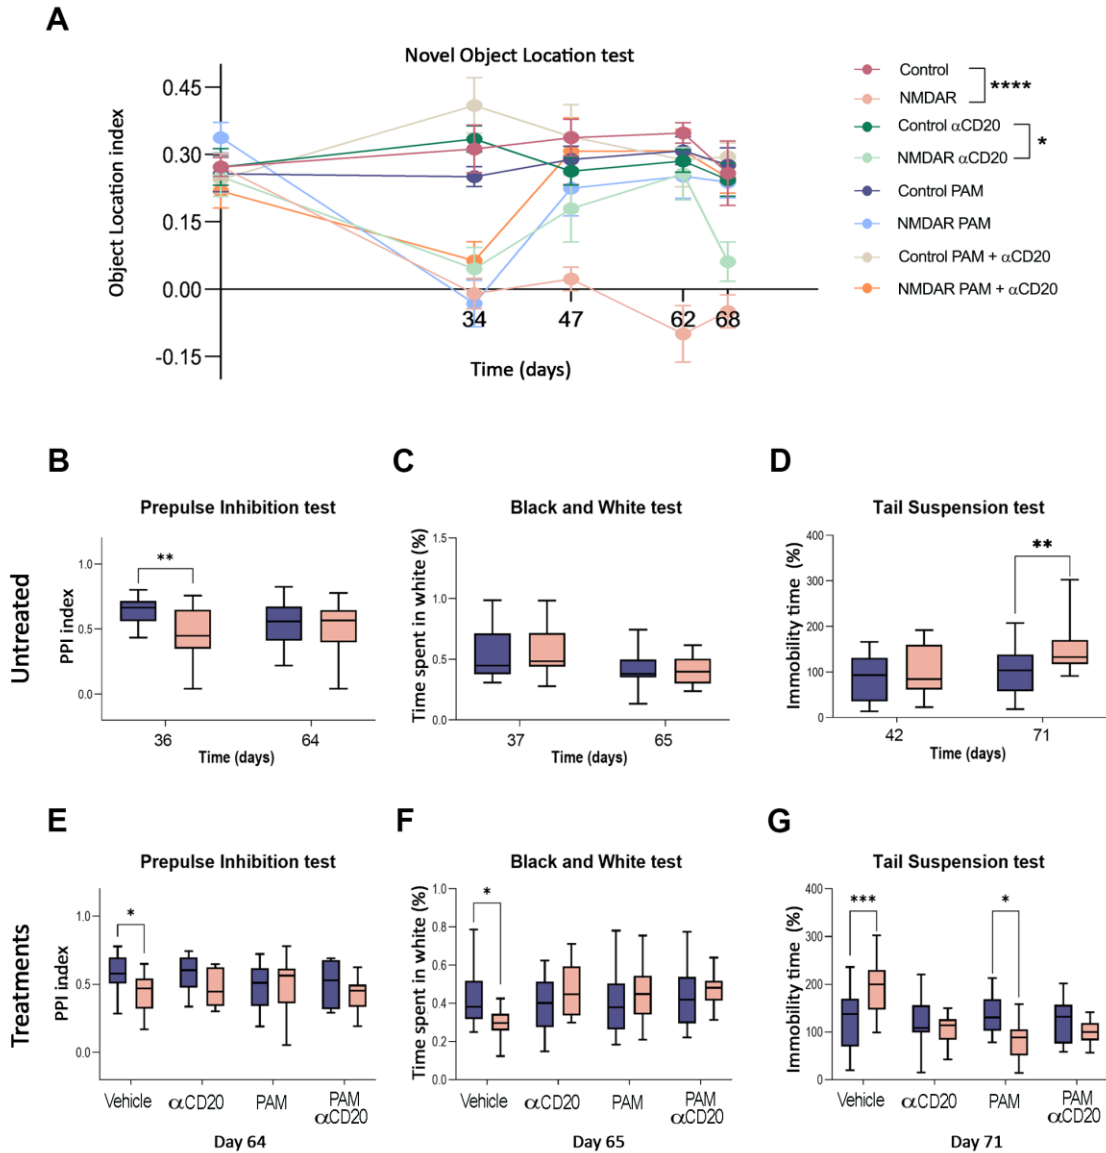 A
Novel Object Location test
Object Location index
0.45
0.30
0.15
0.00
-0.15
34
47
62
68
Time (days)
Control
NMDAR
****
Control αCD20
NMDAR αCD20
*
Control PAM
NMDAR PAM
Control PAM + αCD20
NMDAR PAM + αCD20
Untreated
B
Prepulse Inhibition test
PPI index
1.0
0.5
0.0
**
36
64
Time (days)
C
Black and White test
Time spent in white (%)
1.5
1.0
0.5
0.0
37
65
Time (days)
D
Tail Suspension test
Immobility time (%)
400
300
200
100
0
**
42
71
Time (days)
Treatments
E
Prepulse Inhibition test
PPI index
1.0
0.5
0.0
*
Vehicle
αCD20
PAM
PAM
αCD20
Day 64
F
Black and White test
Time spent in white (%)
1.0
0.8
0.6
0.4
0.2
0.0
*
Vehicle
αCD20
PAM
PAM
αCD20
Day 65
G
Tail Suspension test
Immobility time (%)
400
300
200
100
0
***
*
Vehicle
αCD20
PAM
PAM
αCD20
Day 71